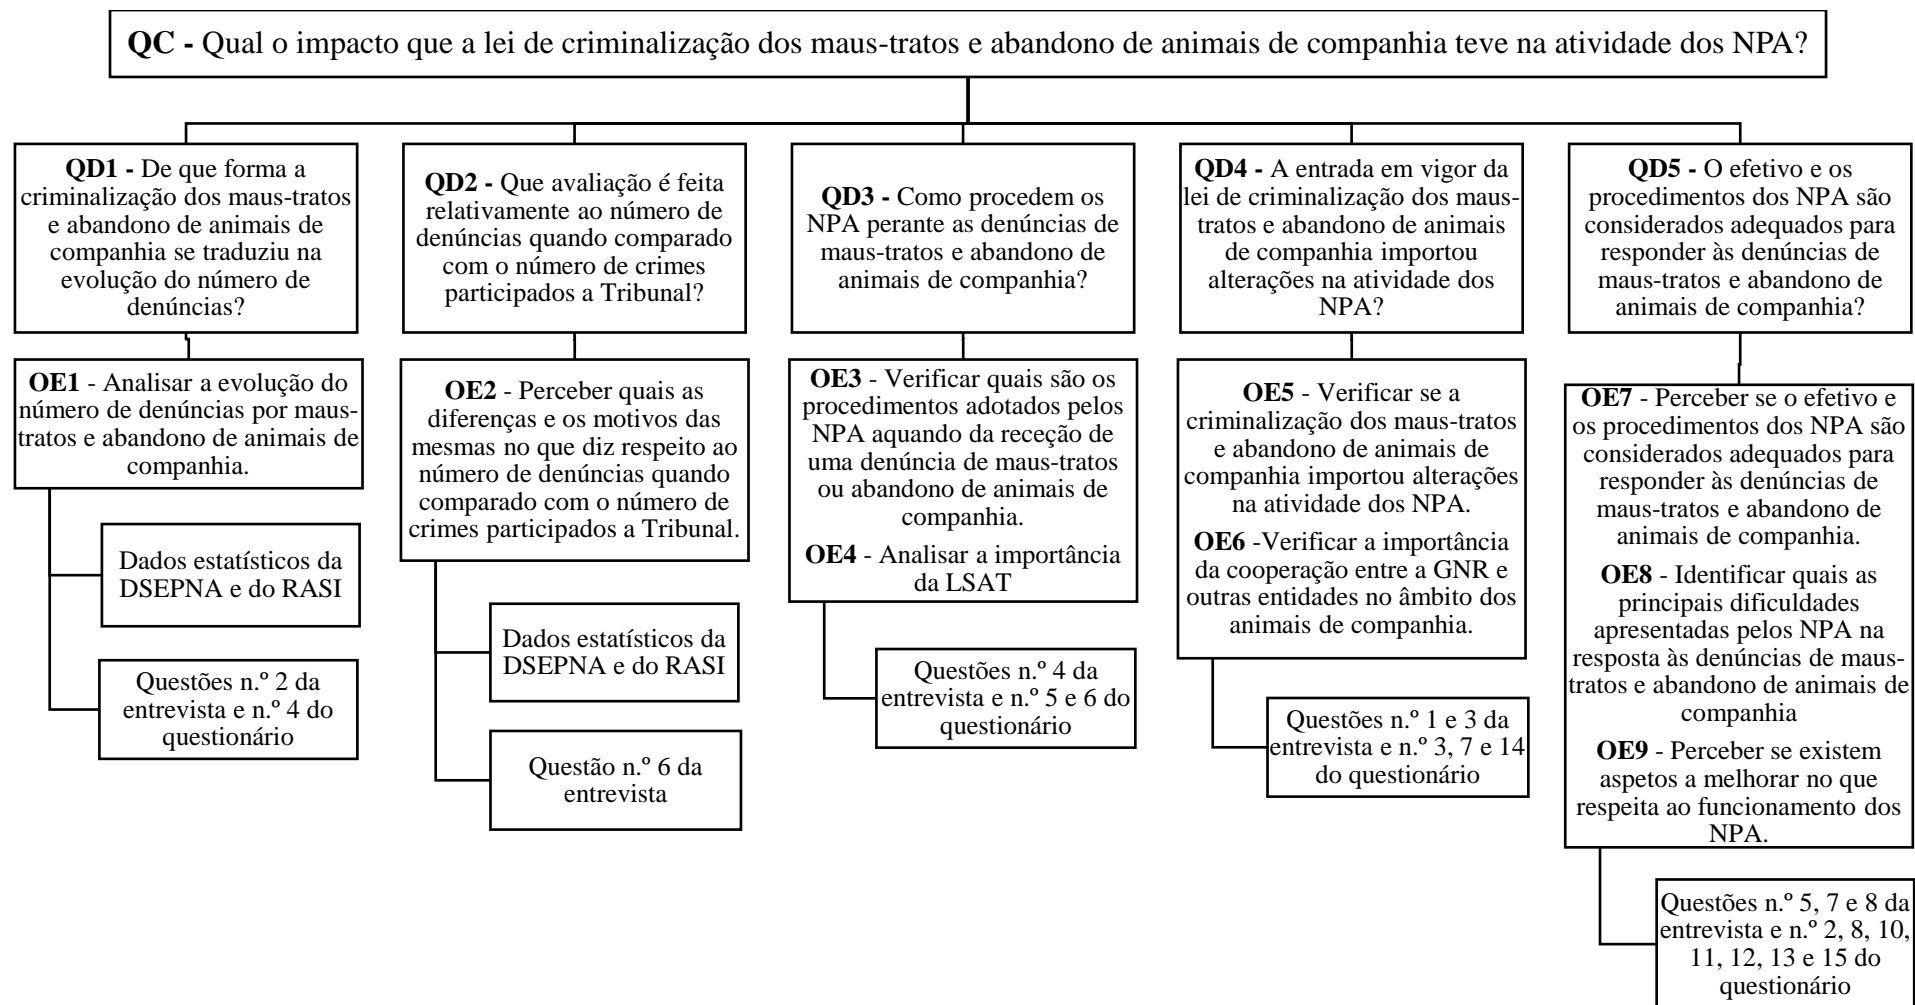 QC - Qual o impacto que a lei de criminalização dos maus-tratos e abandono de animais de companhia teve na atividade dos NPA?
QD1 - De que forma a
criminalização dos maus-tratos
e abandono de animais de
companhia se traduziu na
evolução do número de
denúncias?
QD2 - Que avaliação é feita
relativamente ao número de
denúncias quando comparado
com o número de crimes
participados a Tribunal?
QD3 - Como procedem os
NPA perante as denúncias de
maus-tratos e abandono de
animais de companhia?
QD4 - A entrada em vigor da
lei de criminalização dos maus-
tratos e abandono de animais
de companhia importou
alterações na atividade dos
NPA?
QD5 - O efetivo e os
procedimentos dos NPA são
considerados adequados para
responder às denúncias de
maus-tratos e abandono de
animais de companhia?
OE1 - Analisar a evolução do
número de denúncias por maus-
tratos e abandono de animais de
companhia.
Dados estatísticos da
DSEPNA e do RASI
Questões n.º 2 da
entrevista e n.º 4 do
questionário
OE2 - Perceber quais as
diferenças e os motivos das
mesmas no que diz respeito ao
número de denúncias quando
comparado com o número de
crimes participados a Tribunal.
Dados estatísticos da
DSEPNA e do RASI
Questão n.º 6 da
entrevista
OE3 - Verificar quais são os
procedimentos adotados pelos
NPA aquando da receção de
uma denúncia de maus-tratos
ou abandono de animais de
companhia.
OE4 - Analisar a importância
da LSAT
Questões n.º 4 da
entrevista e n.º 5 e 6 do
questionário
OE5 - Verificar se a
criminalização dos maus-tratos
e abandono de animais de
companhia importou alterações
na atividade dos NPA.
OE6 -Verificar a importância
da cooperação entre a GNR e
outras entidades no âmbito dos
animais de companhia.
Questões n.º 1 e 3 da
entrevista e n.º 3, 7 e 14
do questionário
OE7 - Perceber se o efetivo e
os procedimentos dos NPA são
considerados adequados para
responder às denúncias de
maus-tratos e abandono de
animais de companhia.
OE8 - Identificar quais as
principais dificuldades
apresentadas pelos NPA na
resposta às denúncias de maus-
tratos e abandono de animais de
companhia
OE9 - Perceber se existem
aspetos a melhorar no que
respeita ao funcionamento dos
NPA.
Questões n.º 5, 7 e 8 da
entrevista e n.º 2, 8, 10,
11, 12, 13 e 15 do
questionário